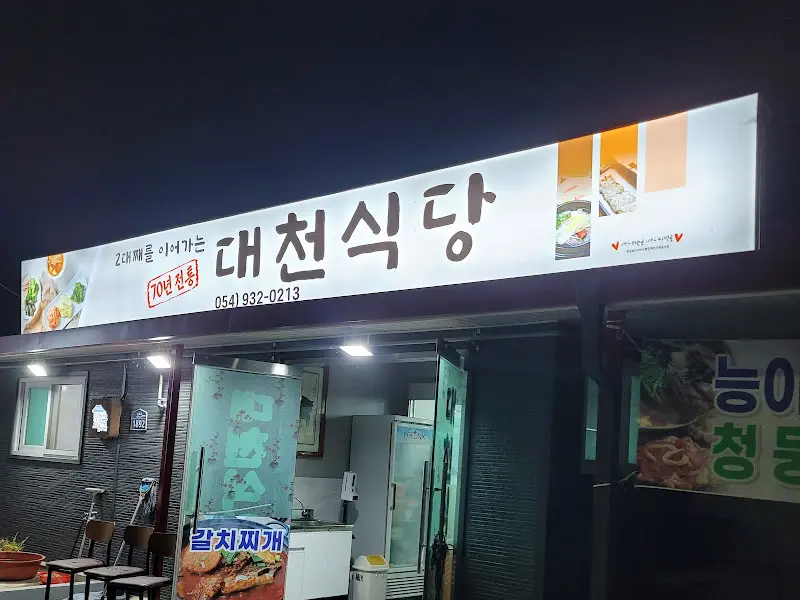 2대째를 이어가는
70년 전통
대천식당
054) 932-0213
1892
갈치찌개
능이
청둥